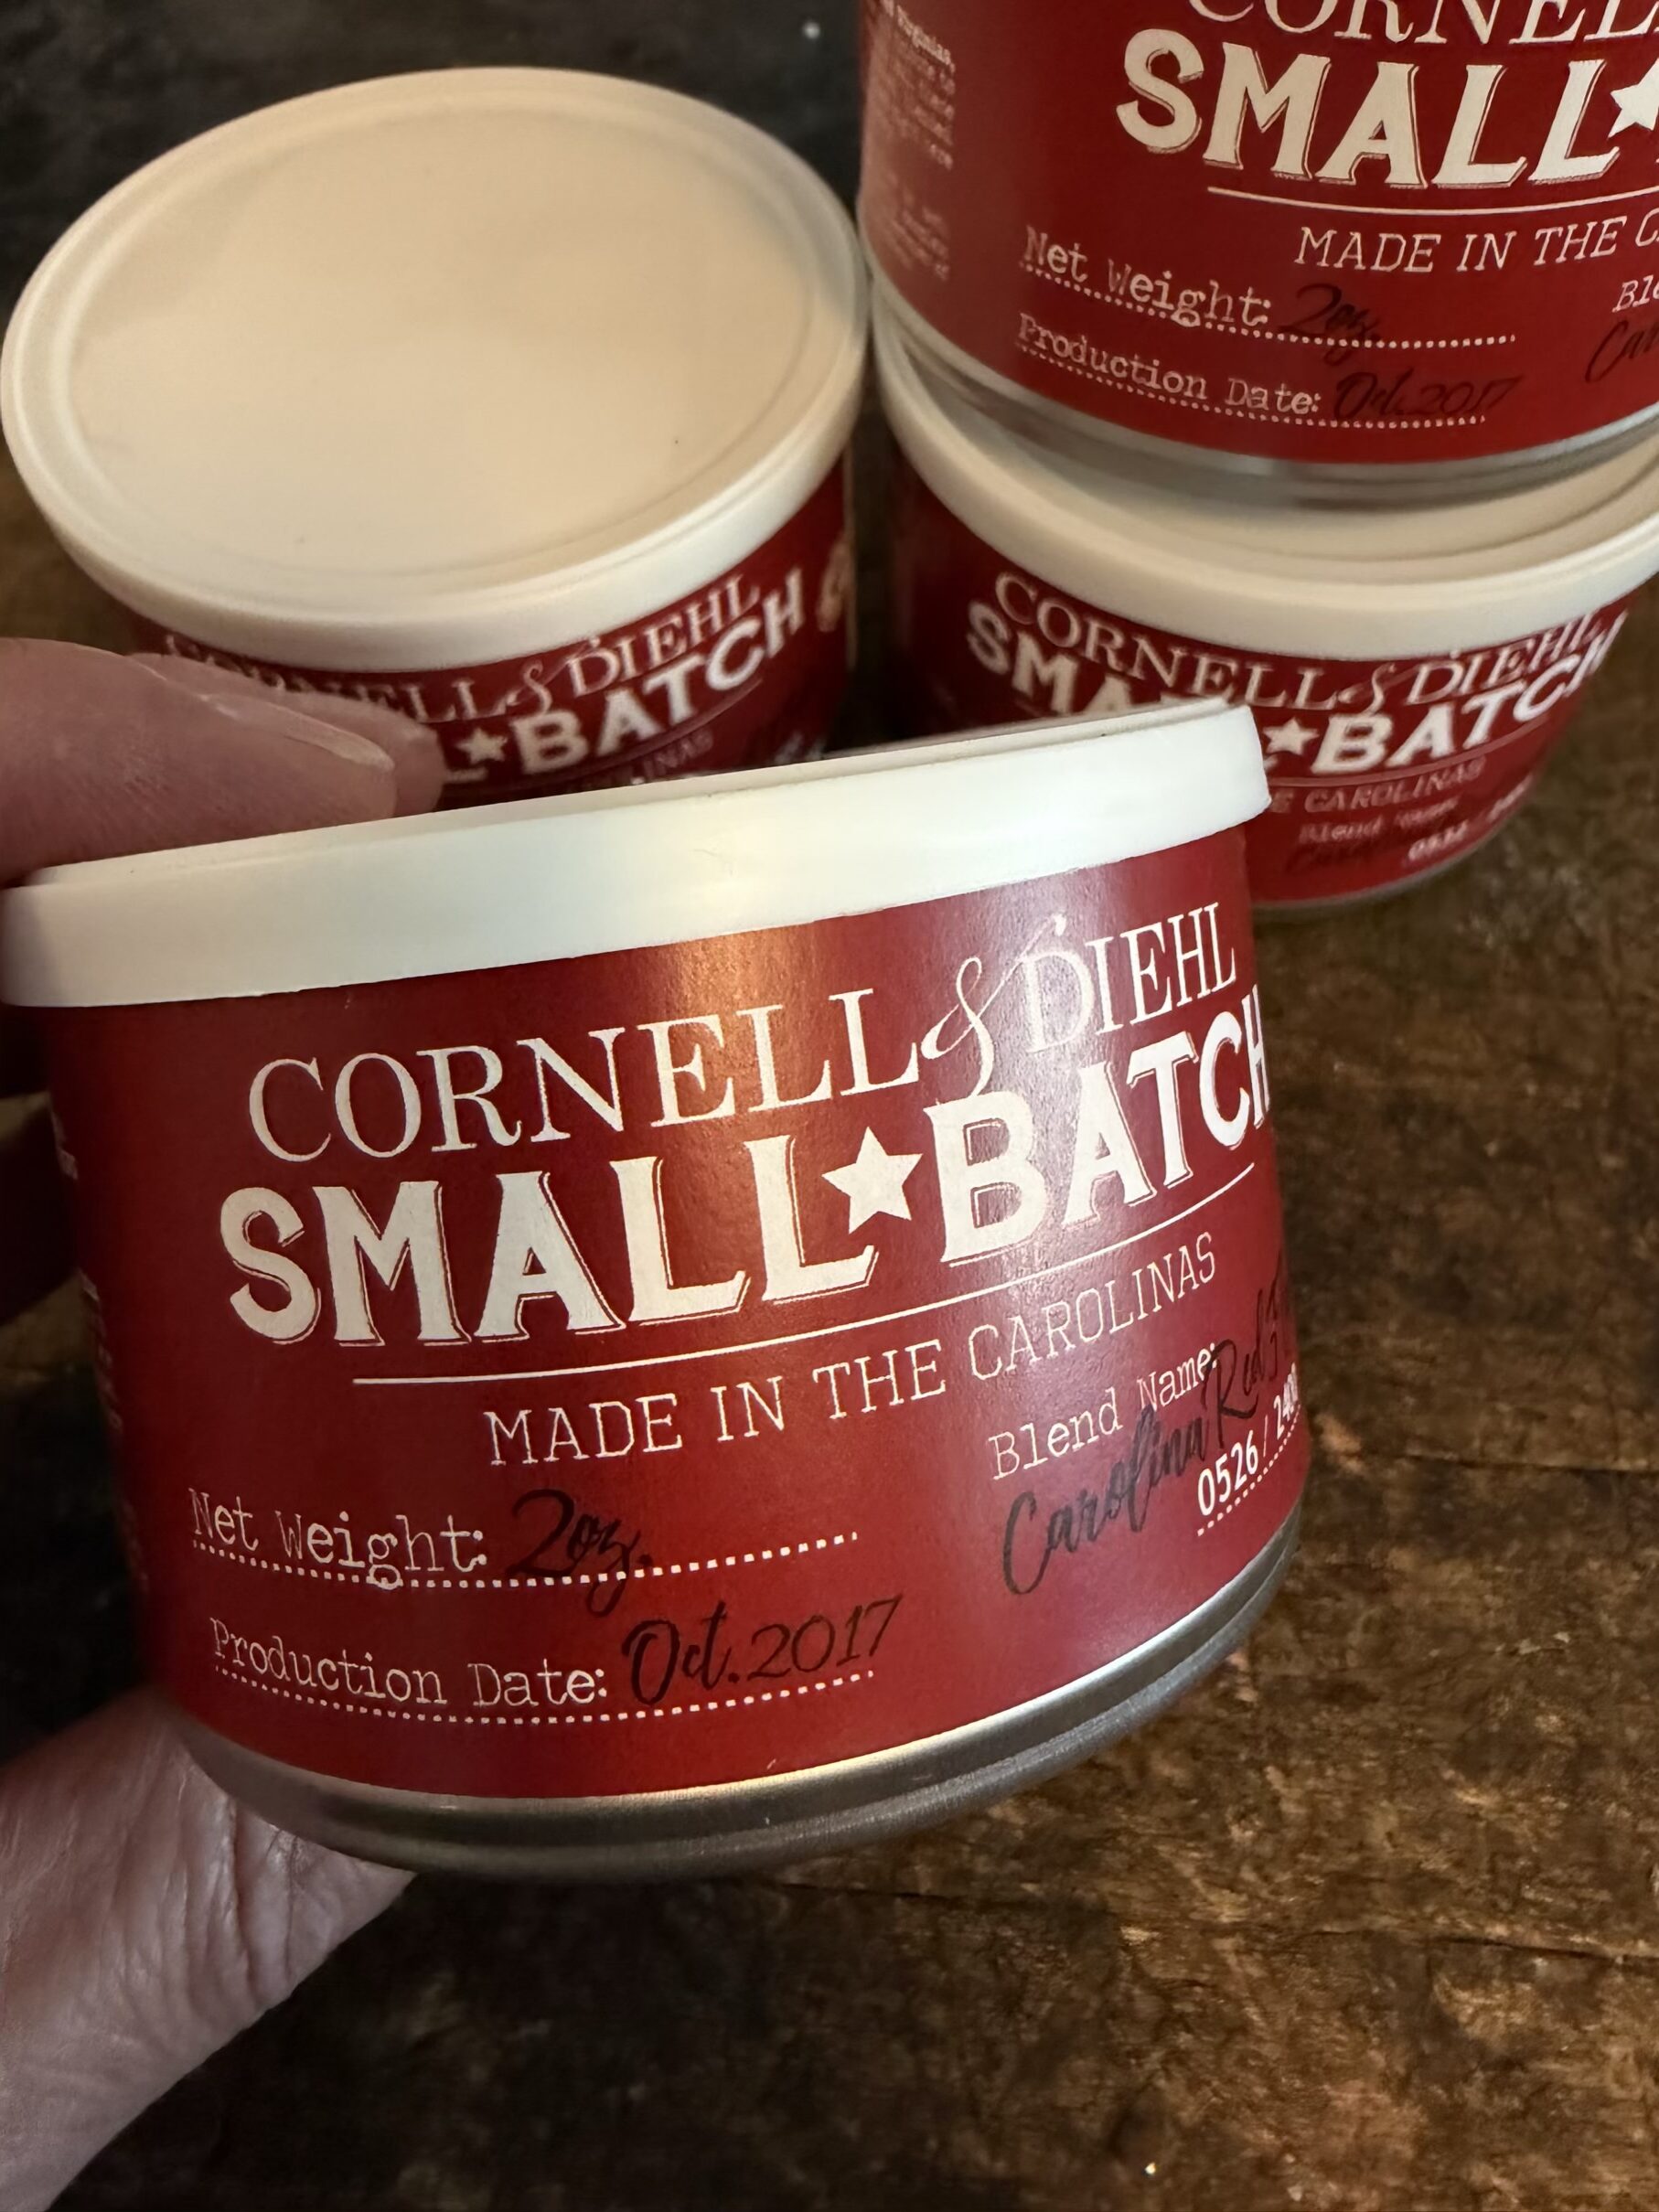 CORNELL
SMALL★
MADE IN THE
Net Weight: 2oz.
Production Date: Oct. 2017
CORNELL & DIEHL
BATCH
CORNELL & DIEHL
SMALL★BATCH
CAROLINAS
Blend
CORNELL & DIEHL
SMALL★BATCH
MADE IN THE CAROLINAS
Net Weight: 2oz.
Production Date: Oct. 2017
Blend Name:
Carolina Red
0526 /